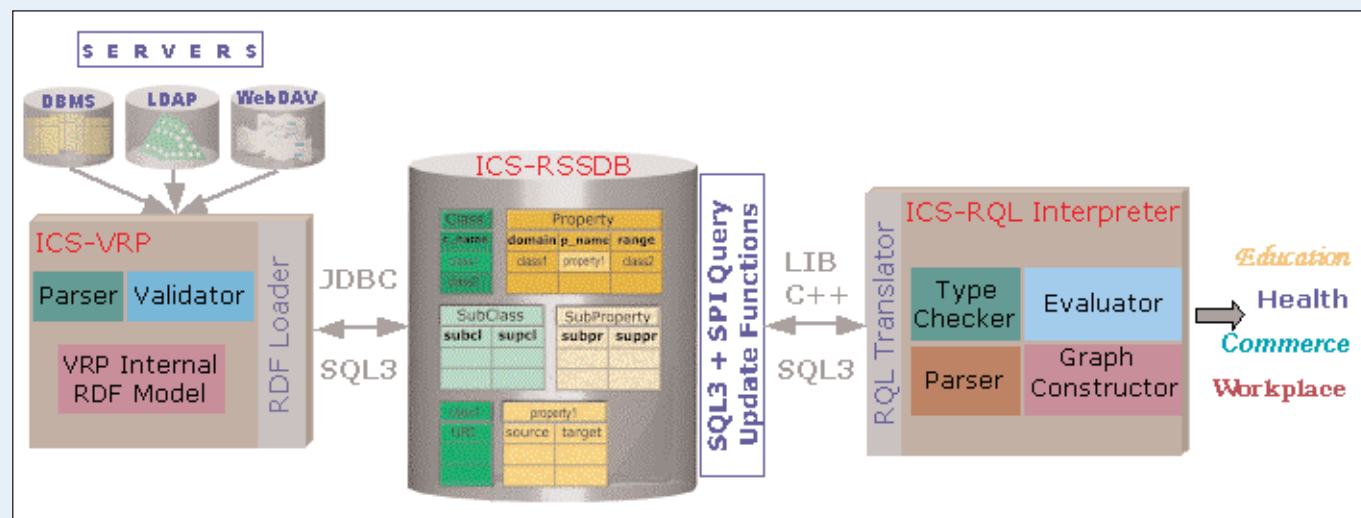 S E R V E R S
DBMS
LDAP
WebDAV
ICS-VRP
Parser
Validator
VRP Internal
RDF Model
RDF Loader
JDBC
SQL3
ICS-RSSDB
Class
c_name
class1
class2
Property
domain p_name range
class1 property1 class2
SubClass
subcl supcl
SubProperty
subpr suppr
class1
URI
property1
source target
SQL3 + SPI Query
Update Functions
LIB
C++
SQL3
RQL Translator
ICS-RQL Interpreter
Type
Checker
Evaluator
Parser
Graph
Constructor
Education
Health
Commerce
Workplace